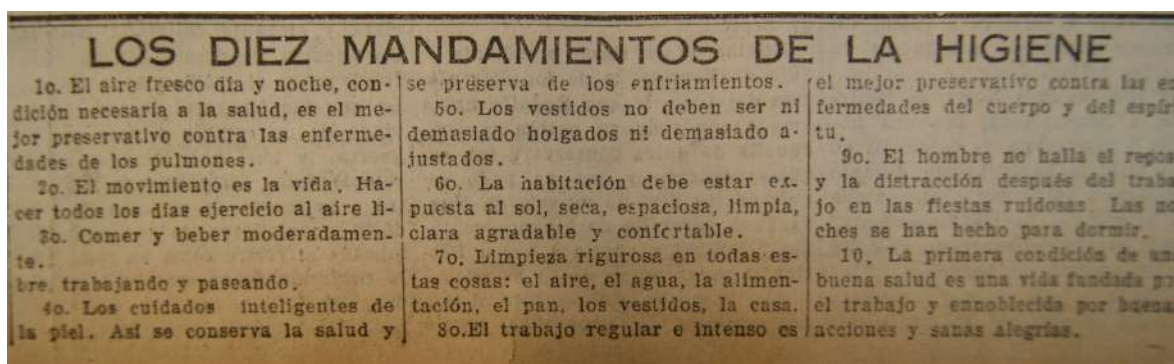 LOS DIEZ MANDAMIENTOS DE LA HIGIENE
1o. El aire fresco día y noche, con-
dición necesaria a la salud, es el me-
jor preservativo contra las enferme-
dades de los pulmones.
2o. El movimiento es la vida. Ha-
cer todos los días ejercicio al aire li-
3o. Comer y beber moderadamen-
te.
bre, trabajando y paseando.
4o. Los cuidados inteligentes de
la piel. Así se conserva la salud y
se preserva de los enfriamientos.
5o. Los vestidos no deben ser ni
demasiado holgados ni demasiado a-
justados.
6o. La habitación debe estar ex-
puesta al sol, seca, espaciosa, limpia,
clara agradable y confortable.
7o. Limpieza rigurosa en todas es-
tas cosas: el aire, el agua, la alimen-
tación, el pan, los vestidos, la casa.
8o.El trabajo regular e intenso es
el mejor preservativo contra las en
fermedades del cuerpo y del espíri
tu.
9o. El hombre no halla el repos
y la distracción después del traba
jo en las fiestas ruidosas. Las no
ches se han hecho para dormir.
10. La primera condición de una
buena salud es una vida fundada
el trabajo y ennoblecida por buena
acciones y sanas alegrías.